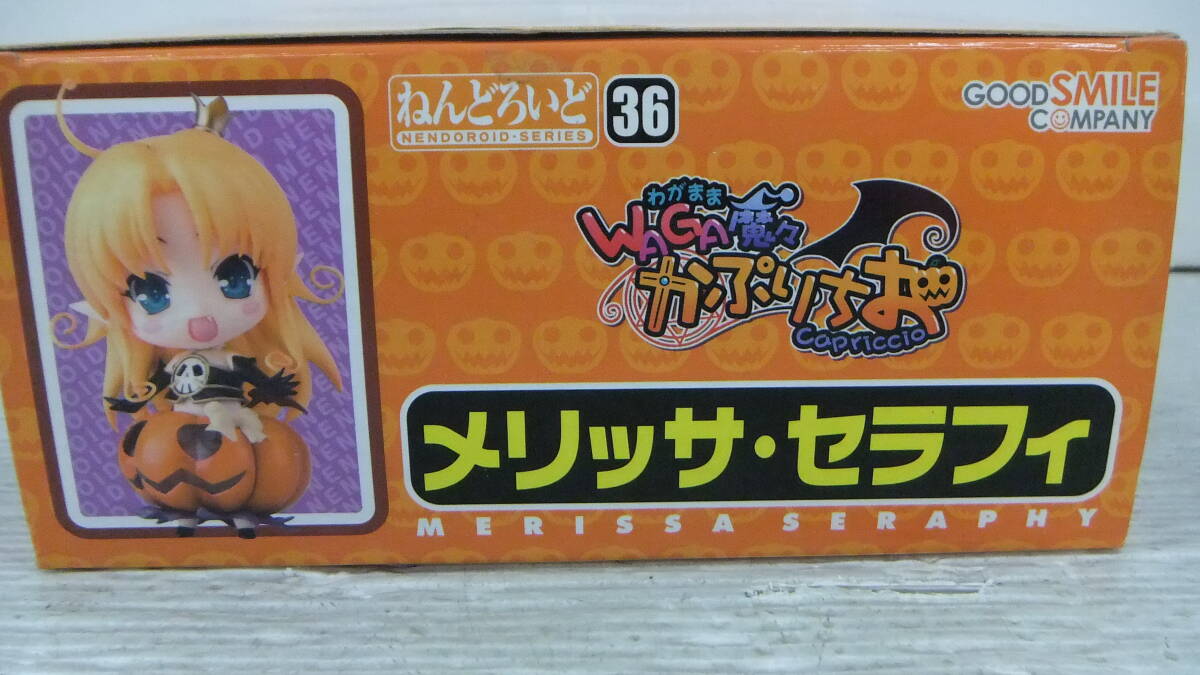 ねんどろいど
NENDOROID·SERIES
36
GOOD SMILE
COMPANY
わがまま
WAGA魔々
かぷりちお
Capriccio
メリッサ・セラフィ
MERISSA SERAPHY